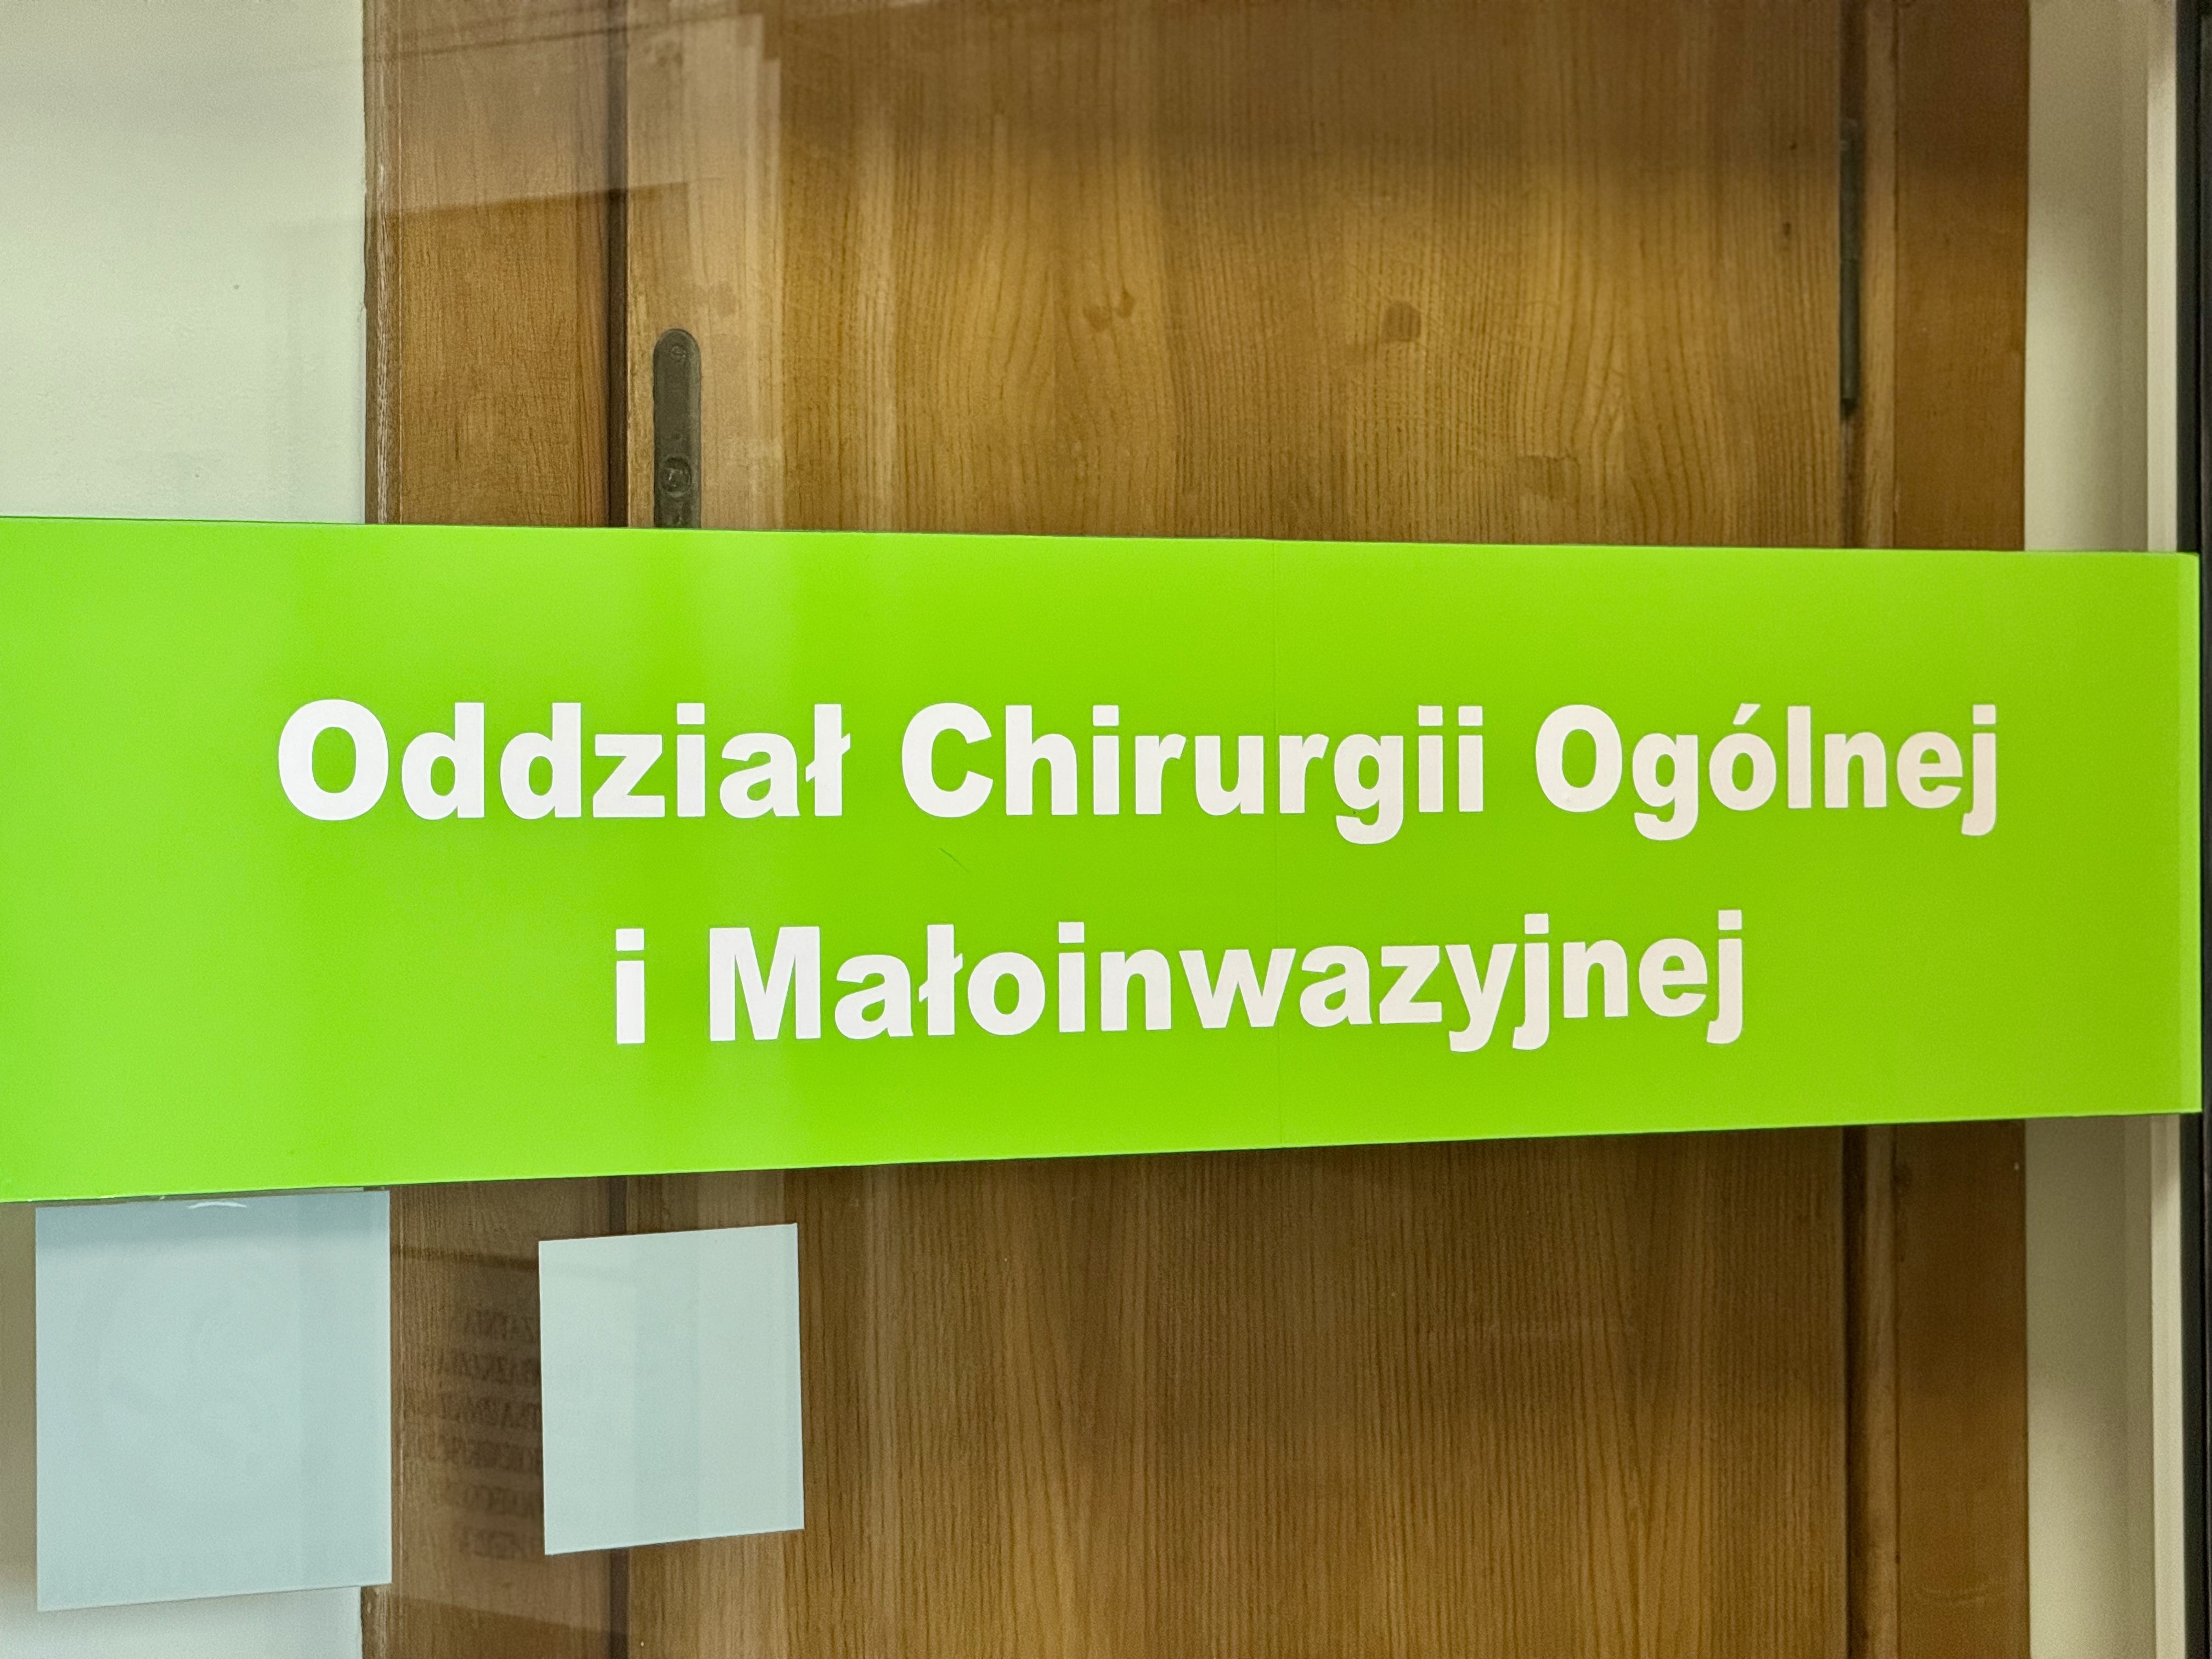 Oddział Chirurgii Ogólnej
i Małoinwazyjnej